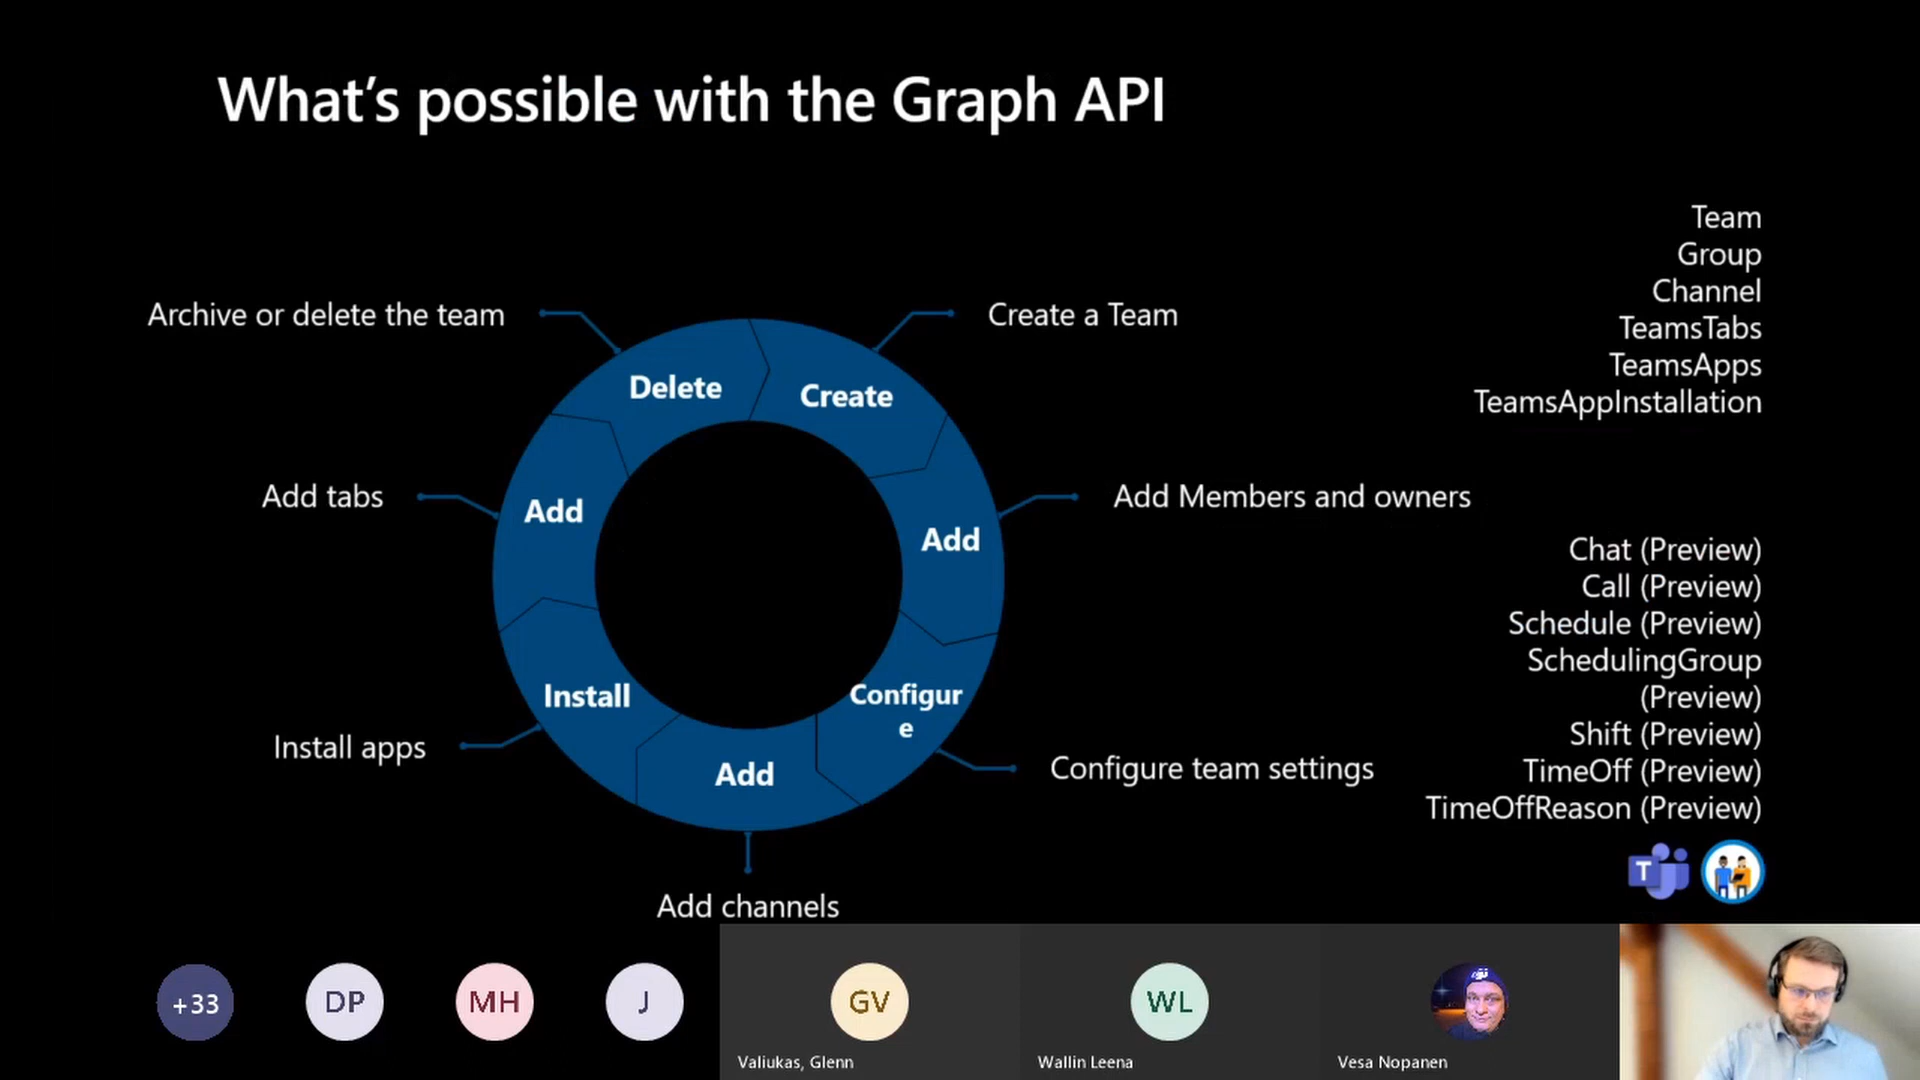 What's possible with the Graph API
Team
Group
Channel
TeamsTabs
TeamsApps
TeamsAppInstallation
Archive or delete the team
Create a Team
Delete
Create
Add tabs
Add
Add
Add Members and owners
Chat (Preview)
Call (Preview)
Schedule (Preview)
SchedulingGroup
(Preview)
Shift (Preview)
TimeOff (Preview)
TimeOffReason (Preview)
Install
Configur
e
Install apps
Add
Configure team settings
Add channels
T
+33
DP
MH
J
GV
WL
Valiukas, Glenn
Wallin Leena
Vesa Nopanen